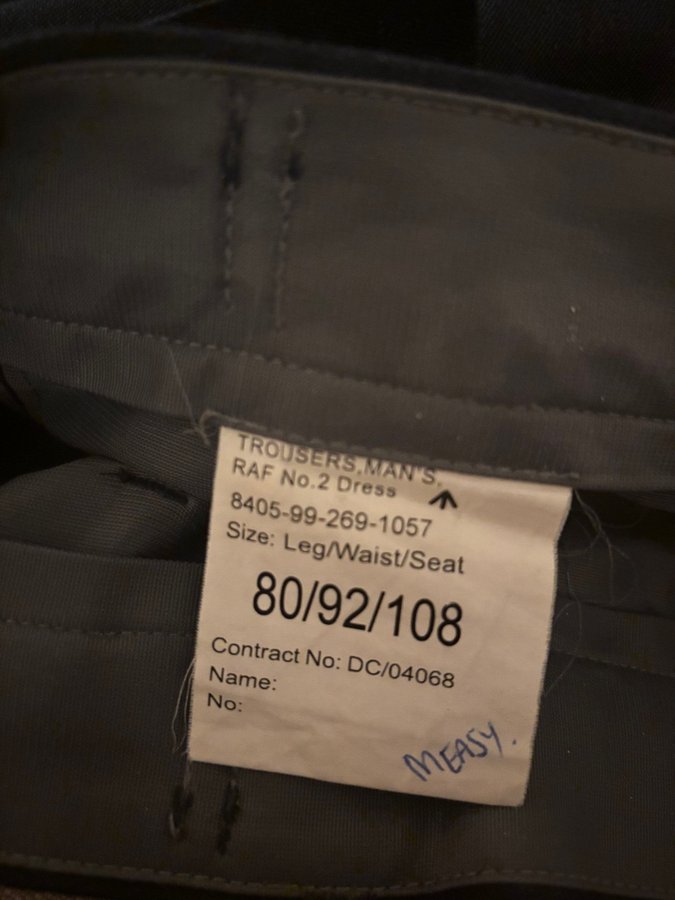 TROUSERS,MAN'S,
RAF No.2 Dress
8405-99-269-1057
Size: Leg/Waist/Seat
80/92/108
Contract No: DC/04068
Name:
No:
MEASY.